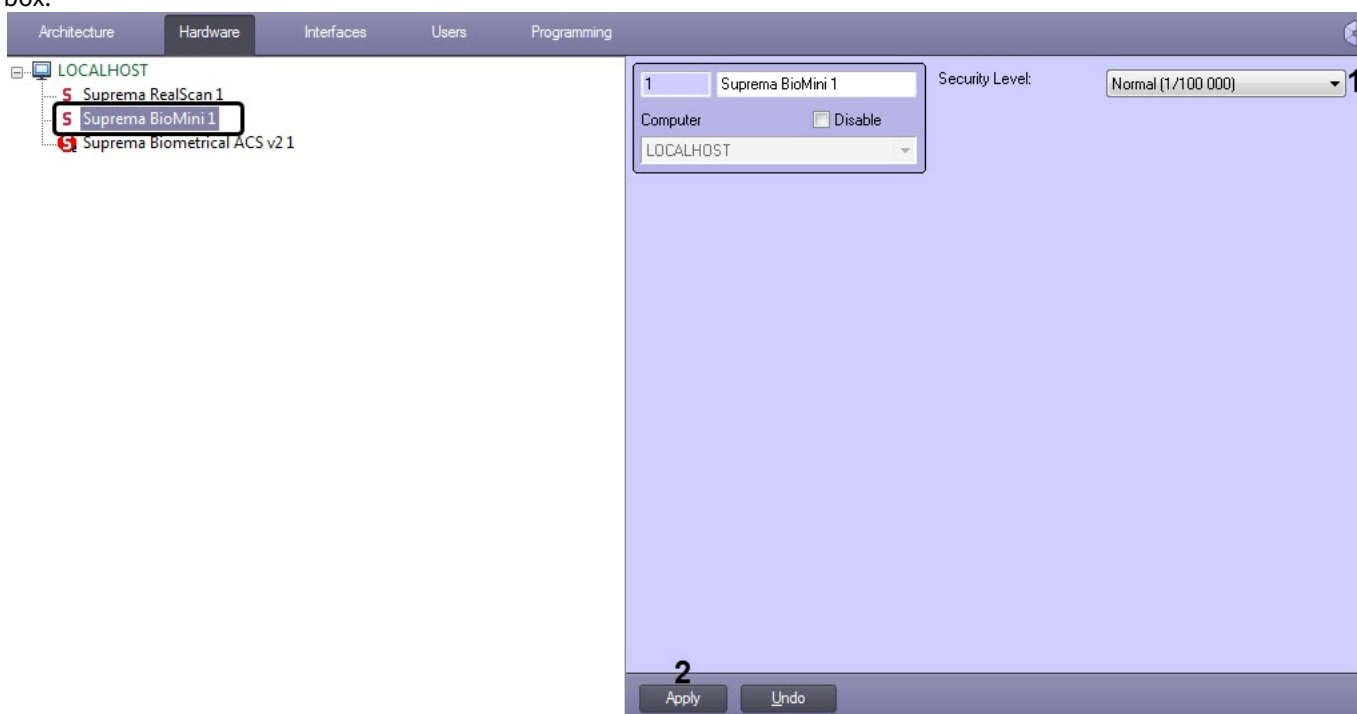 box.
Architecture Hardware Interfaces Users Programming
LOCALHOST
Suprema RealScan 1
Suprema BioMini 1
Suprema Biometrical ACS v2 1
1 Suprema BioMini 1
Computer Disable
LOCALHOST
Security Level: Normal (1/100 000) 1
2
Apply Undo